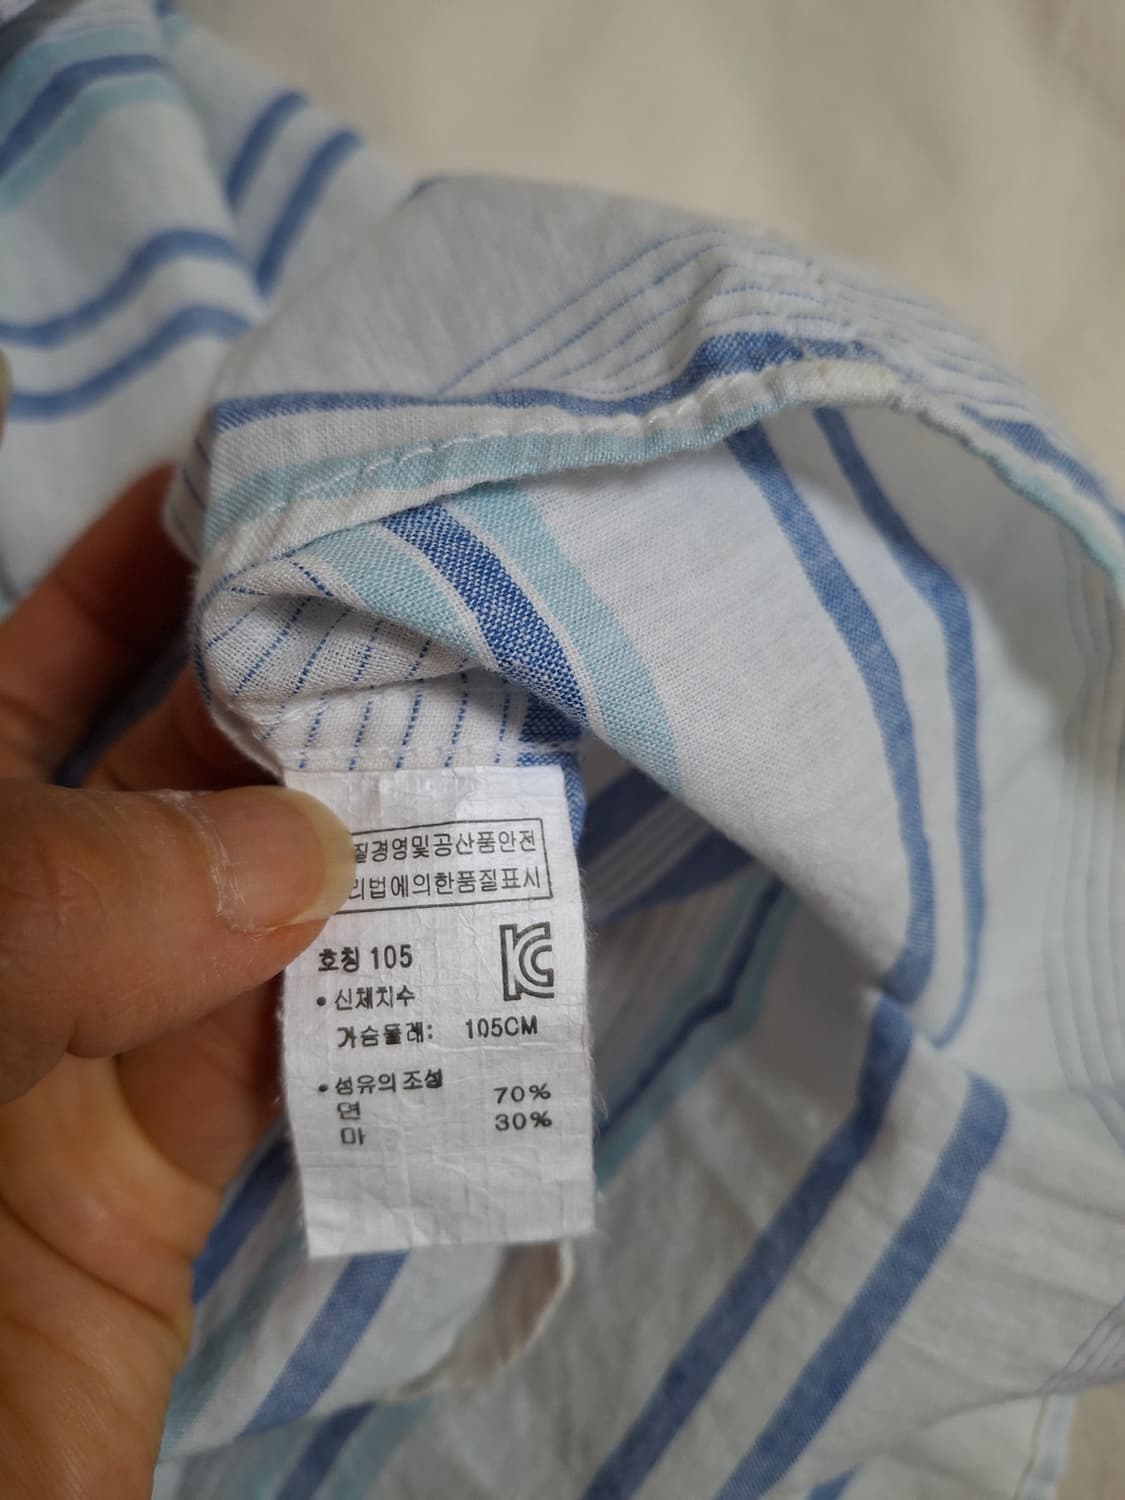 질경영및공산품안전
리법에의한품질표시
호칭 105
KC
• 신체치수
가슴둘레: 105CM
• 섬유의조성
면 70%
마 30%